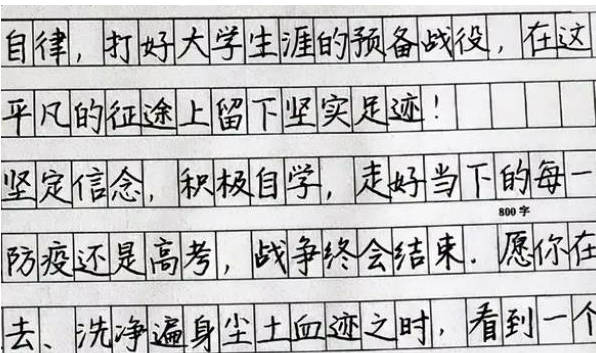 自律，打好大学生涯的预备战役，在这
平凡的征途上留下坚实足迹！
坚定信念，积极自学，走好当下的每一
800字
防疫还是高考，战争终会结束．愿你在
去、洗净遍身尘土血迹之时，看到一个